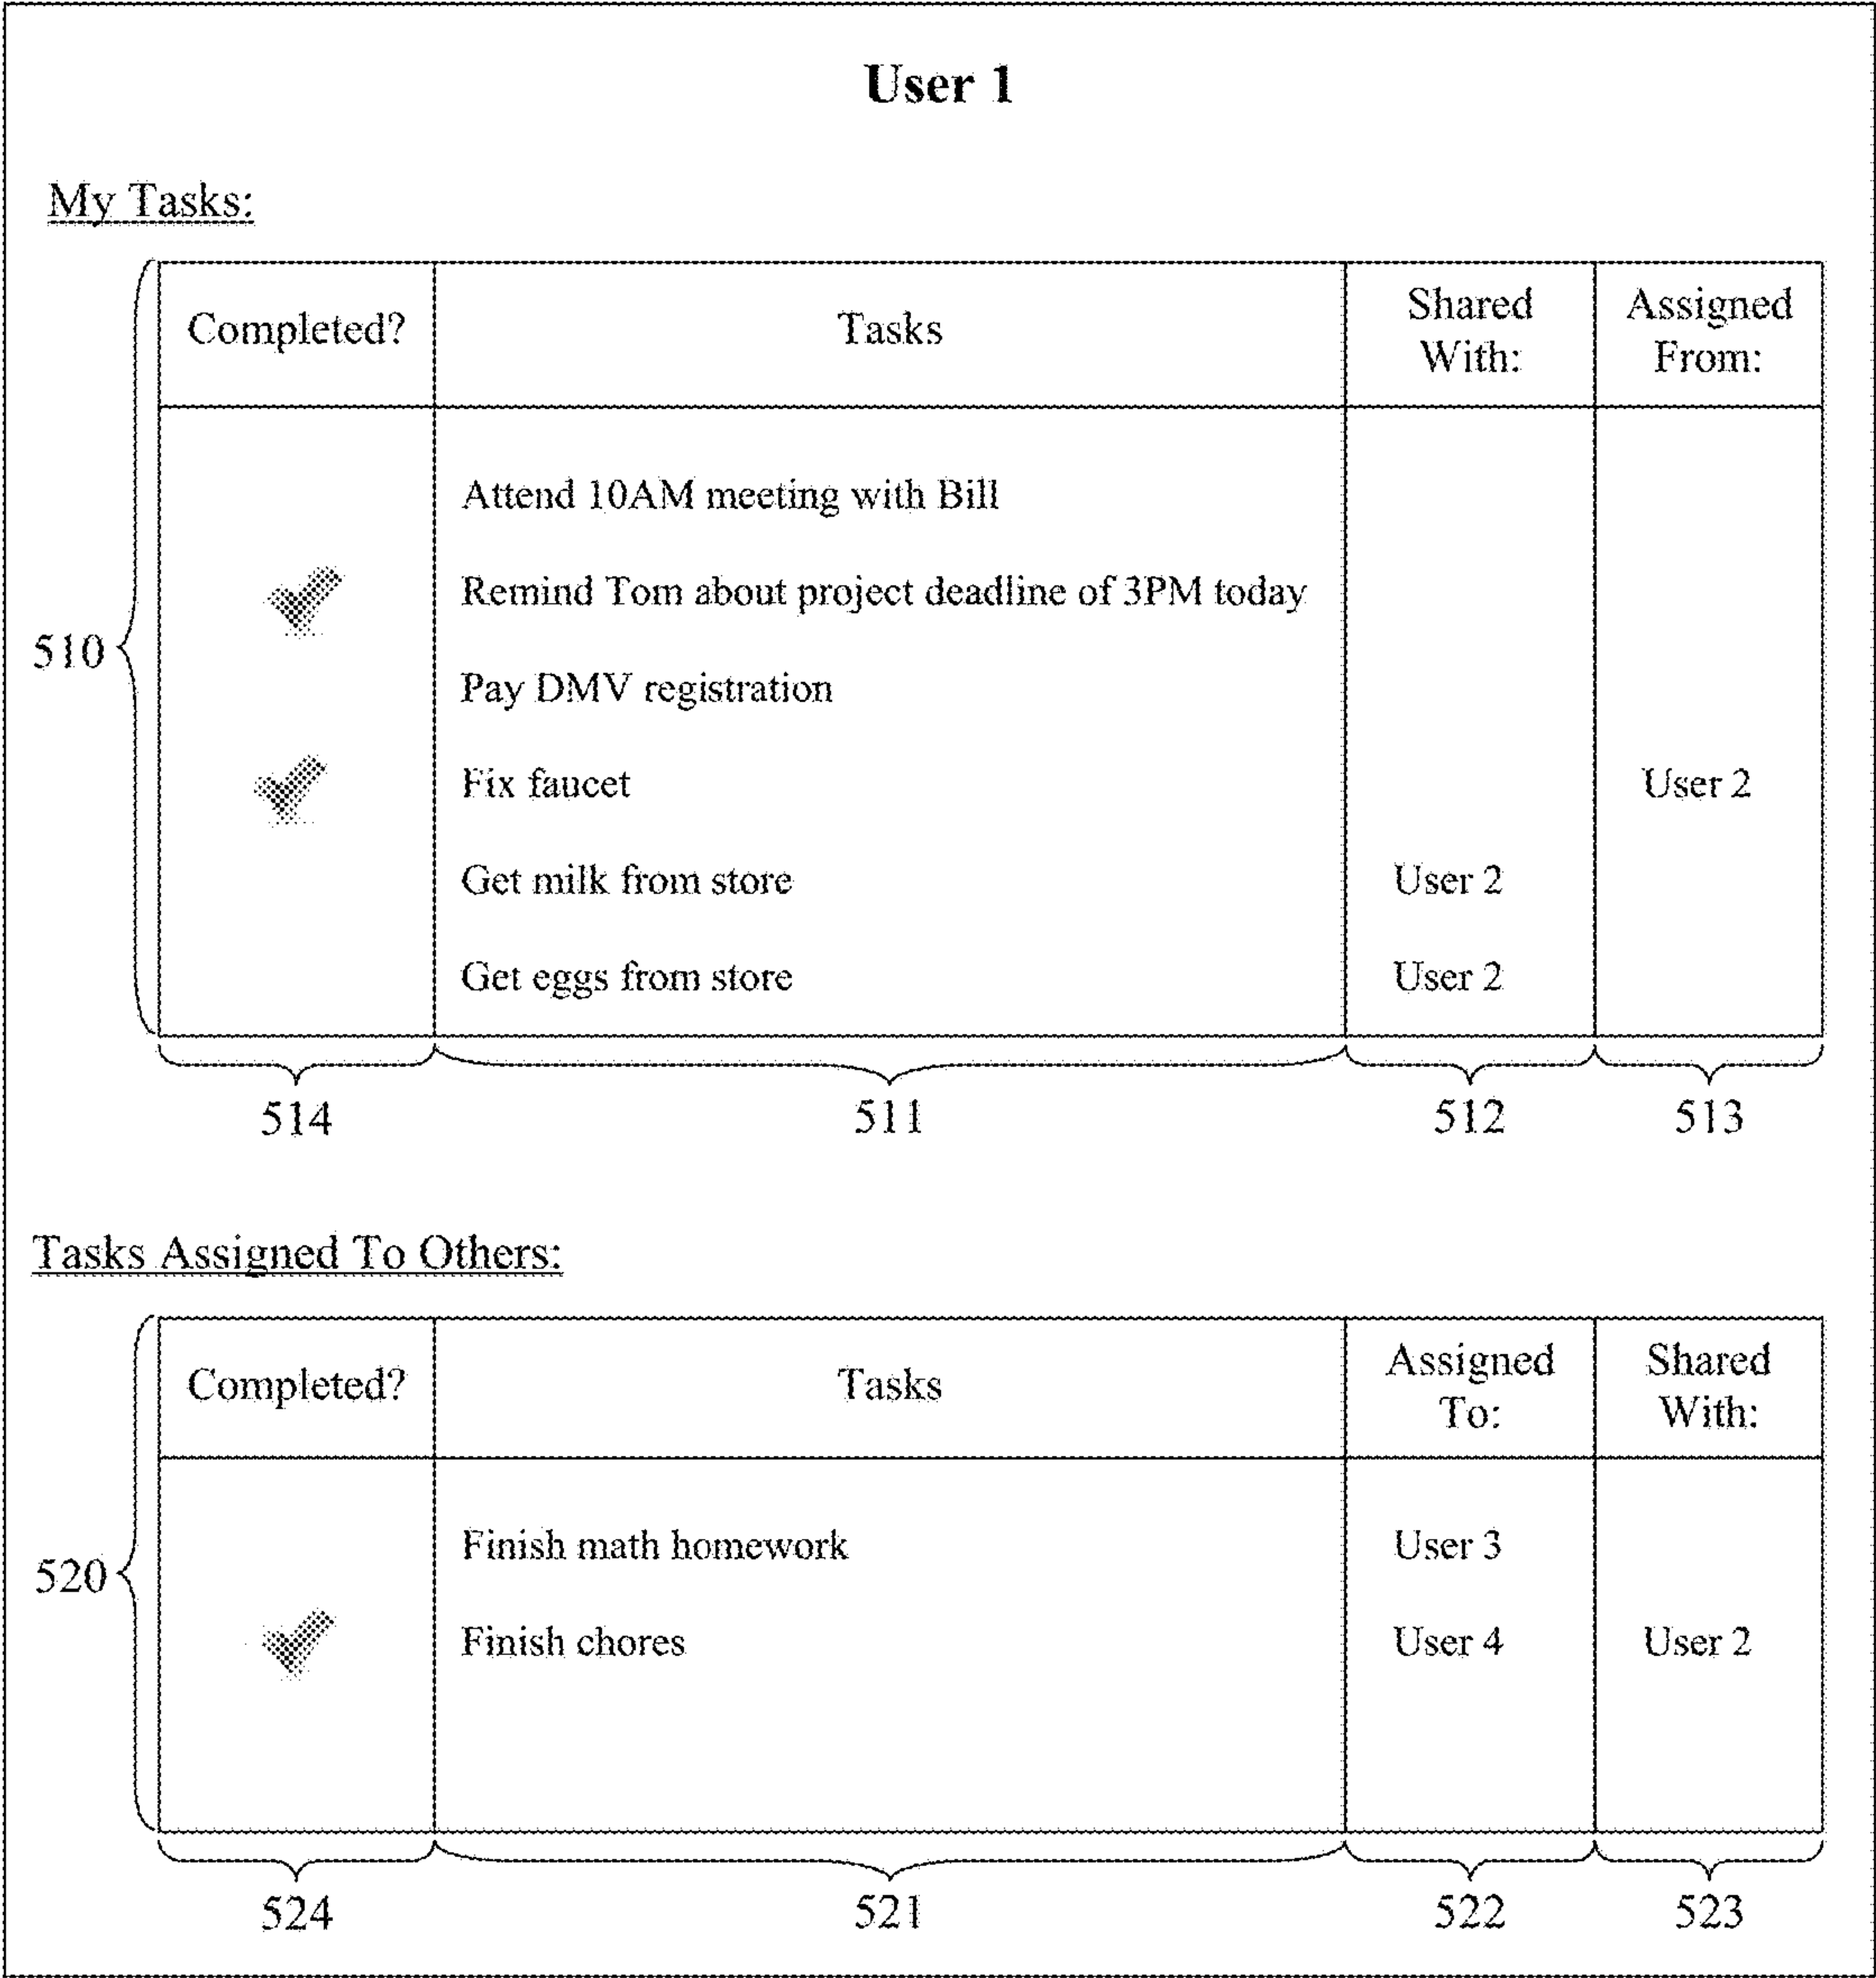 User 1
My Tasks:
Completed? Tasks Shared With: Assigned From:
Attend 10AM meeting with Bill
Remind Tom about project deadline of 3PM today
510
Pay DMV registration
Fix faucet User 2
Get milk from store User 2
Get eggs from store User 2
514 511 512 513
Tasks Assigned To Others:
Completed? Tasks Assigned To: Shared With:
Finish math homework User 3
520
Finish chores User 4 User 2
524 521 522 523